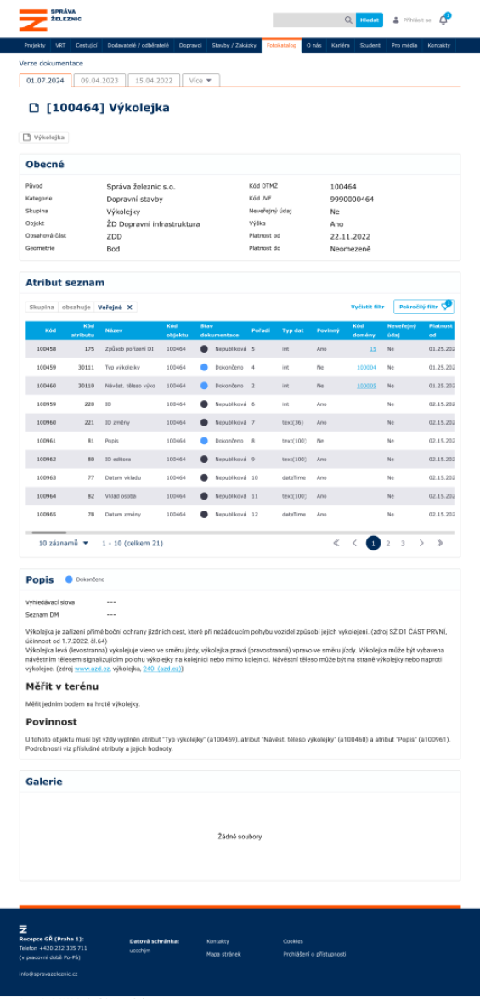 SPRÁVA
ŽELEZNIC
Hledat
Přihlásit se
Projekty VRT Cestující Dodavatelé / odběratelé Dopravci Stavby / Zakázky Fotokatalog O nás Kariéra Studenti Pro média Kontakty
Verze dokumentace
01.07.2024 09.04.2023 15.04.2022 Více
[100464] Výkolejka
Výkolejka
Obecné
Původ Správa železnic s.o. Kód DTMŽ 100464
Kategorie Dopravní stavby Kód JVF 9990000464
Skupina Výkolejky Neveřejný údaj Ne
Objekt ŽD Dopravní infrastruktura Výška Ano
Obsahová část ZDD Platnost od 22.11.2022
Geometrie Bod Platnost do Neomezeně
Atribut seznam
Skupina obsahuje Veřejné X Vyčistit filtr Pokročilý filtr 1
Kód Kód atributu Název Kód objektu Stav dokumentace Pořadí Typ dat Povinný Kód domény Neveřejný údaj Platnost od
100458 175 Způsob pořízení DI 100464 Nepubliková 5 int Ano 15 Ne 01.25.202
100459 30111 Typ výkolejky 100464 Dokončeno 4 int Ne 100004 Ne 01.25.202
100460 30110 Návěst. těleso výko 100464 Dokončeno 2 int Ne 100005 Ne 01.25.202
100959 220 ID 100464 Nepubliková 6 int Ano Ne 02.15.202
100960 221 ID změny 100464 Nepubliková 7 text(36) Ano Ne 02.15.202
100961 81 Popis 100464 Dokončeno 8 text(100) Ne Ne 02.15.202
100962 80 ID editora 100464 Nepubliková 9 text(100) Ano Ne 02.15.202
100963 77 Datum vkladu 100464 Nepubliková 10 dateTime Ano Ne 02.15.202
100964 82 Vklad osoba 100464 Nepubliková 11 text(100) Ano Ne 02.15.202
100965 78 Datum změny 100464 Nepubliková 12 dateTime Ano Ne 02.15.202
10 záznamů 1 - 10 (celkem 21) 1 2 3
Popis Dokončeno
Vyhledávací slova ---
Seznam DM ---
Výkolejka je zařízení přímé boční ochrany jízdních cest, které při nežádoucím pohybu vozidel způsobí jejich vykolejení. (zdroj SŽ D1 ČÁST PRVNÍ,
účinnost od 1.7.2022, čl.64)
Výkolejka levá (levostranná) vykolejuje vlevo ve směru jízdy, výkolejka pravá (pravostranná) vpravo ve směru jízdy. Výkolejka může být vybavena
návěstním tělesem signalizujícím polohu výkolejky na kolejnici nebo mimo kolejnici. Návěstní těleso může být na straně výkolejky nebo naproti
výkolejce. (zdroj www.azd.cz, výkolejka, 240- (azd.cz))
Měřit v terénu
Měřit jedním bodem na hrotě výkolejky.
Povinnost
U tohoto objektu musí být vždy vyplněn atribut "Typ výkolejky" (a100459), atribut "Návěst. těleso výkolejky" (a100460) a atribut "Popis" (a100961).
Podrobnosti viz příslušné atributy a jejich hodnoty.
Galerie
Žádné soubory
Recepce GŘ (Praha 1): Datová schránka: Kontakty Cookies
Telefon +420 222 335 711 uccchjm Mapa stránek Prohlášení o přístupnosti
(v pracovní době Po-Pá)
info@spravazeleznic.cz